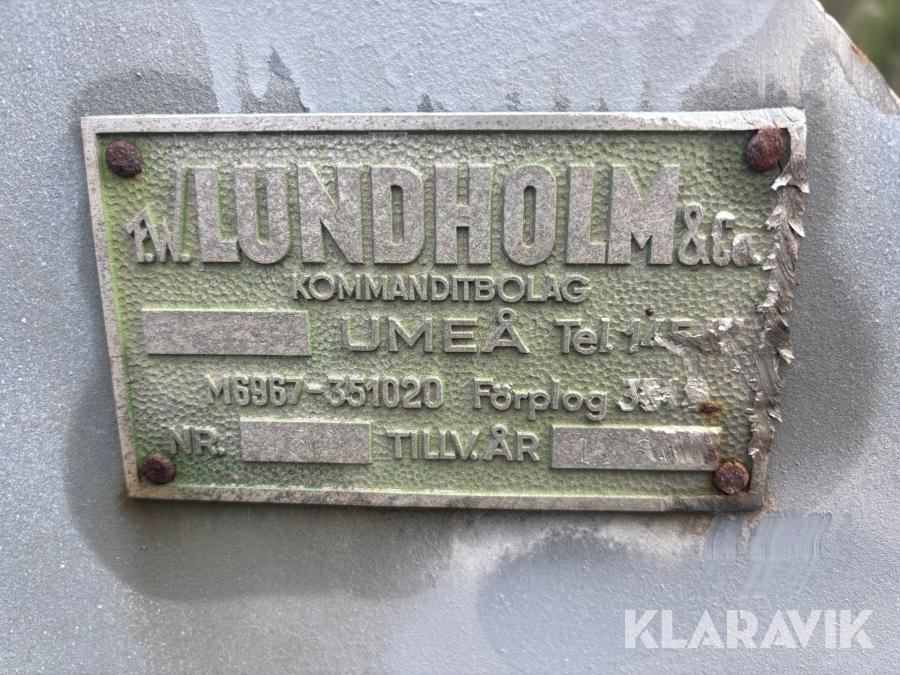 F.W. LUNDHOLM & Co.
KOMMANDITBOLAG
UMEÅ Tel
M6967-351020 Förplog
NR. TILLV. ÅR
KLARAVIK